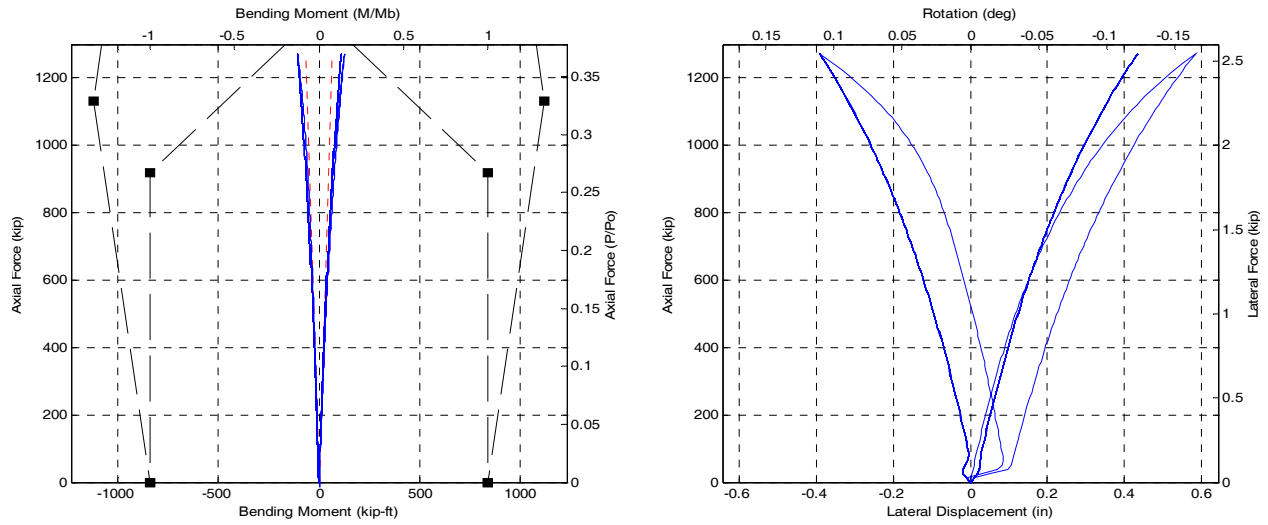 Bending Moment (M/Mb)
-1 -0.5 0 0.5 1
1200
1000
800
600
400
200
0
Axial Force (kip)
0.35
0.3
0.25
0.2
0.15
0.1
0.05
0
Axial Force (P/Po)
-1000 -500 0 500 1000
Bending Moment (kip-ft)
Rotation (deg)
0.15 0.1 0.05 0 -0.05 -0.1 -0.15
1200
1000
800
600
400
200
0
Axial Force (kip)
2.5
2
1.5
1
0.5
0
Lateral Force (kip)
-0.6 -0.4 -0.2 0 0.2 0.4 0.6
Lateral Displacement (in)